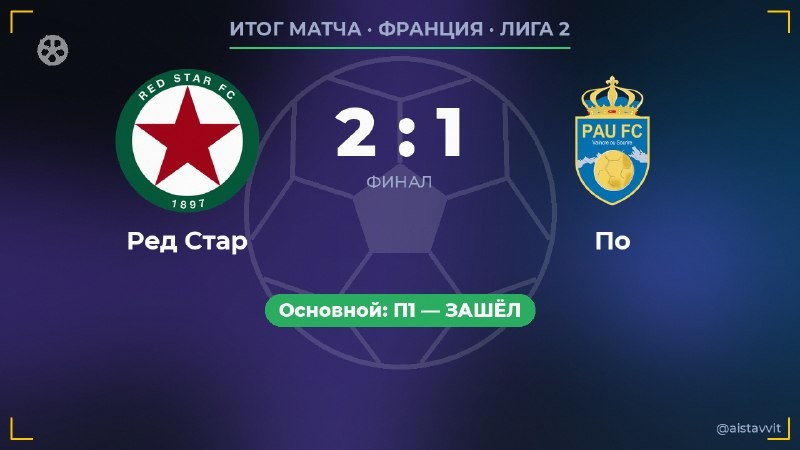 ИТОГ МАТЧА · ФРАНЦИЯ · ЛИГА 2
RED STAR FC
1897
2 : 1
ФИНАЛ
PAU FC
Ред Стар
По
Основной: П1 — ЗАШЁЛ
@aistavvit